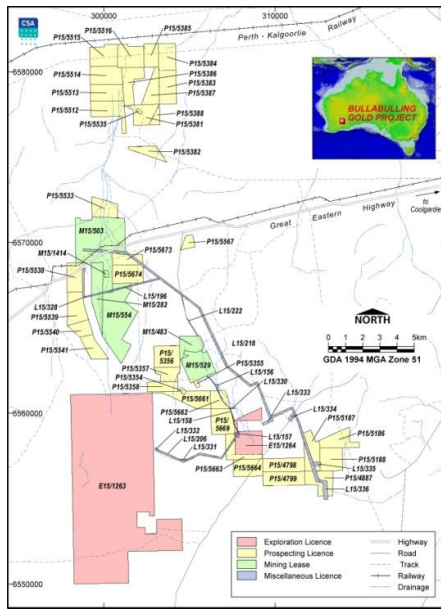 CSA
300000
310000
P15/5516
P15/5385
P15/5515
Perth - Kalgoorlie Railway
6580000
P15/5384
P15/5514
P15/5386
P15/5383
P15/5513
P15/5387
P15/5512
P15/5388
P15/5535
P15/5381
P15/5382
BULLABULLING
GOLD PROJECT
P15/5533
to
Coolgardie
Great Eastern Highway
M15/503
6570000
M15/1414
P15/5673
P15/5567
P15/5538
P15/5674
L15/328
L15/196
M15/282
P15/5539
M15/554
L15/222
P15/5540
M15/483
L15/218
P15/5541
P15/
5356
P15/5355
M15/529
L15/156
P15/5357
P15/5354
L15/330
P15/5358
P15/5661
L15/333
6560000
P15/5662
L15/158
P15/
5669
L15/334
P15/5187
L15/332
L15/206
L15/331
L15/157
E15/1264
P15/5186
P15/5188
L15/335
P15/5663
P15/5664
P15/4798
P15/4799
P15/4887
L15/336
E15/1263
NORTH
0 1 2 3 4 5km
GDA 1994 MGA Zone 51
Exploration Licence
Prospecting Licence
Mining Lease
Miscellaneous Licence
Highway
Road
Track
Railway
Drainage
6550000